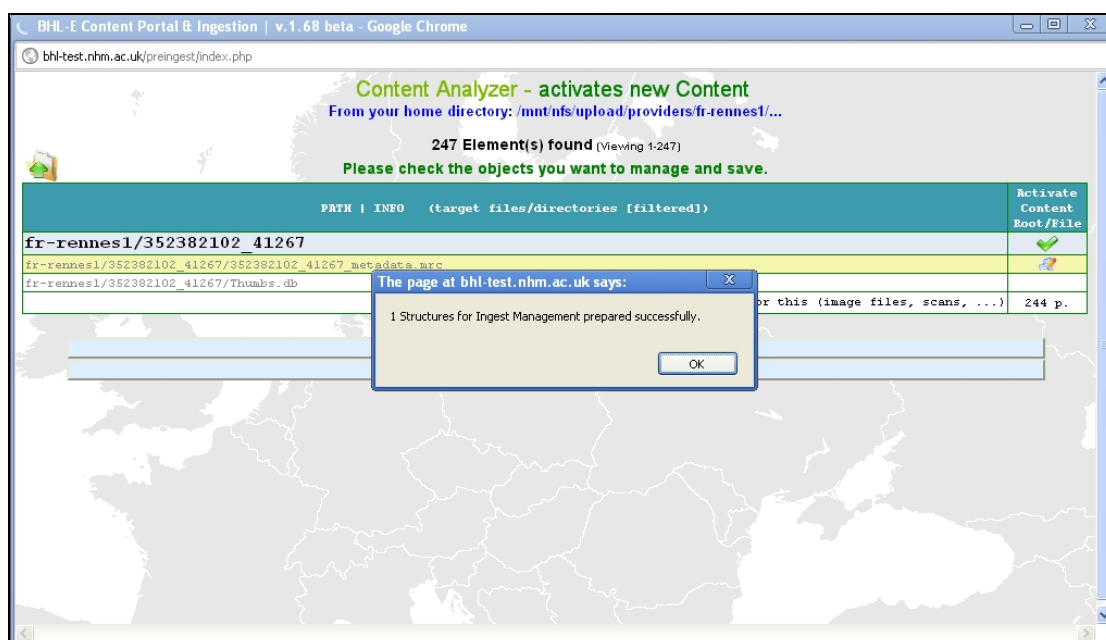 BHL-E Content Portal & Ingestion | v.1.68 beta - Google Chrome
bhl-test.nhm.ac.uk/preingest/index.php
Content Analyzer - activates new Content
From your home directory: /mnt/nfs/upload/providers/fr-rennes1/...
247 Element(s) found (Viewing 1-247)
Please check the objects you want to manage and save.
PATH | INFO (target files/directories [filtered])
Activate
Content
Root/File
fr-rennes1/352382102_41267
fr-rennes1/352382102_41267/352382102_41267_metadata.mrc
fr-rennes1/352382102_41267/Thumbs.db
or this (image files, scans, ...) 244 p.
The page at bhl-test.nhm.ac.uk says:
1 Structures for Ingest Management prepared successfully.
OK